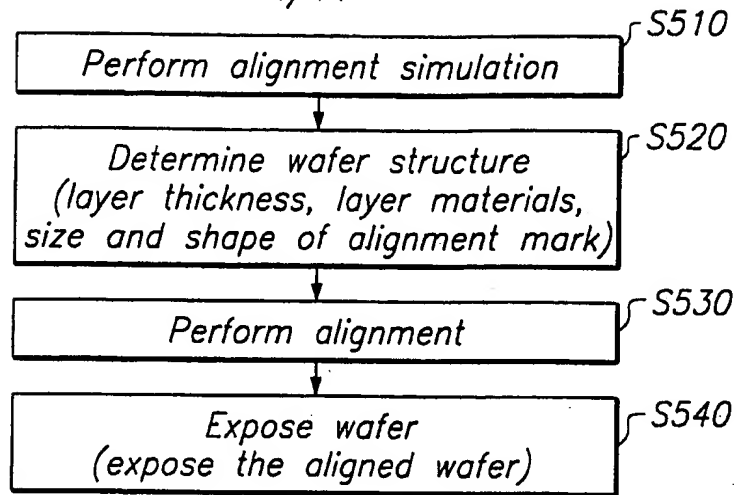 S510
Perform alignment simulation
S520
Determine wafer structure
(layer thickness, layer materials,
size and shape of alignment mark)
S530
Perform alignment
S540
Expose wafer
(expose the aligned wafer)